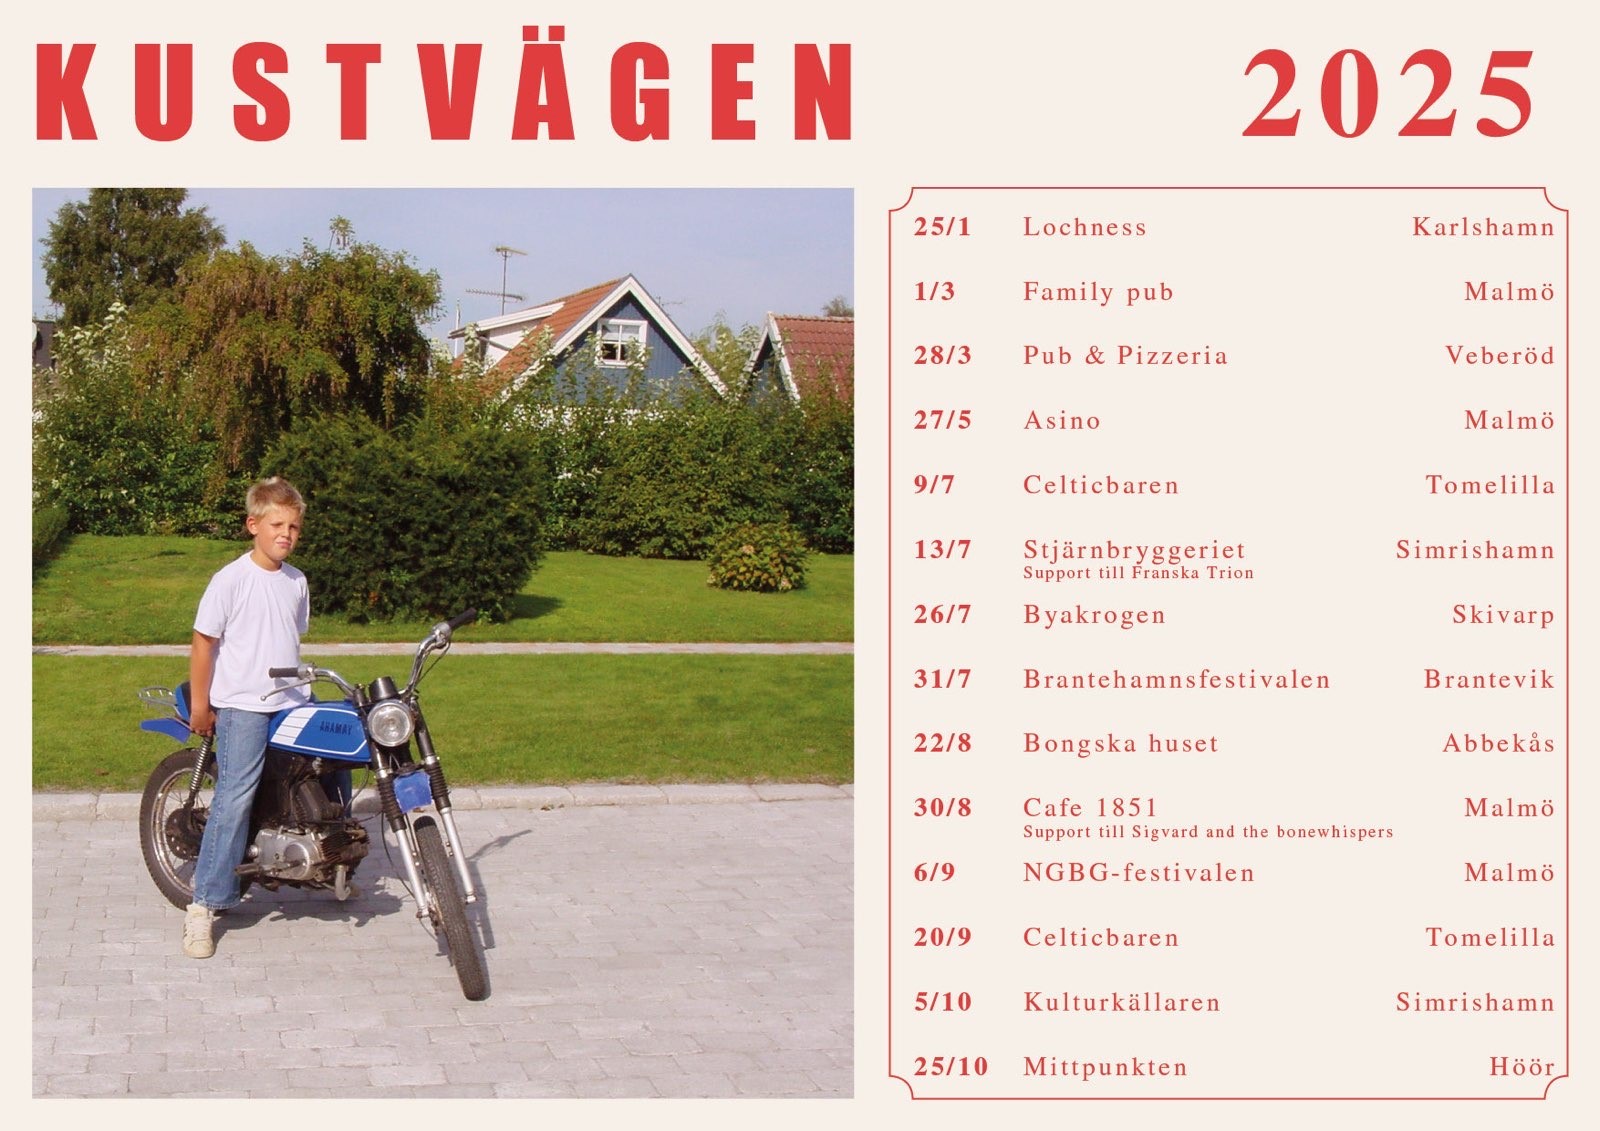 KUSTVÄGEN 2025
25/1 Lochness Karlshamn
1/3 Family pub Malmö
28/3 Pub & Pizzeria Veberöd
27/5 Asino Malmö
9/7 Celticbaren Tomelilla
13/7 Stjärnbryggeriet Simrishamn
Support till Franska Trion
26/7 Byakrogen Skivarp
31/7 Brantehamnsfestivalen Brantevik
22/8 Bongska huset Abbekås
30/8 Cafe 1851 Malmö
Support till Sigvard and the bonewhispers
6/9 NGBG-festivalen Malmö
20/9 Celticbaren Tomelilla
5/10 Kulturkällaren Simrishamn
25/10 Mittpunkten Höör